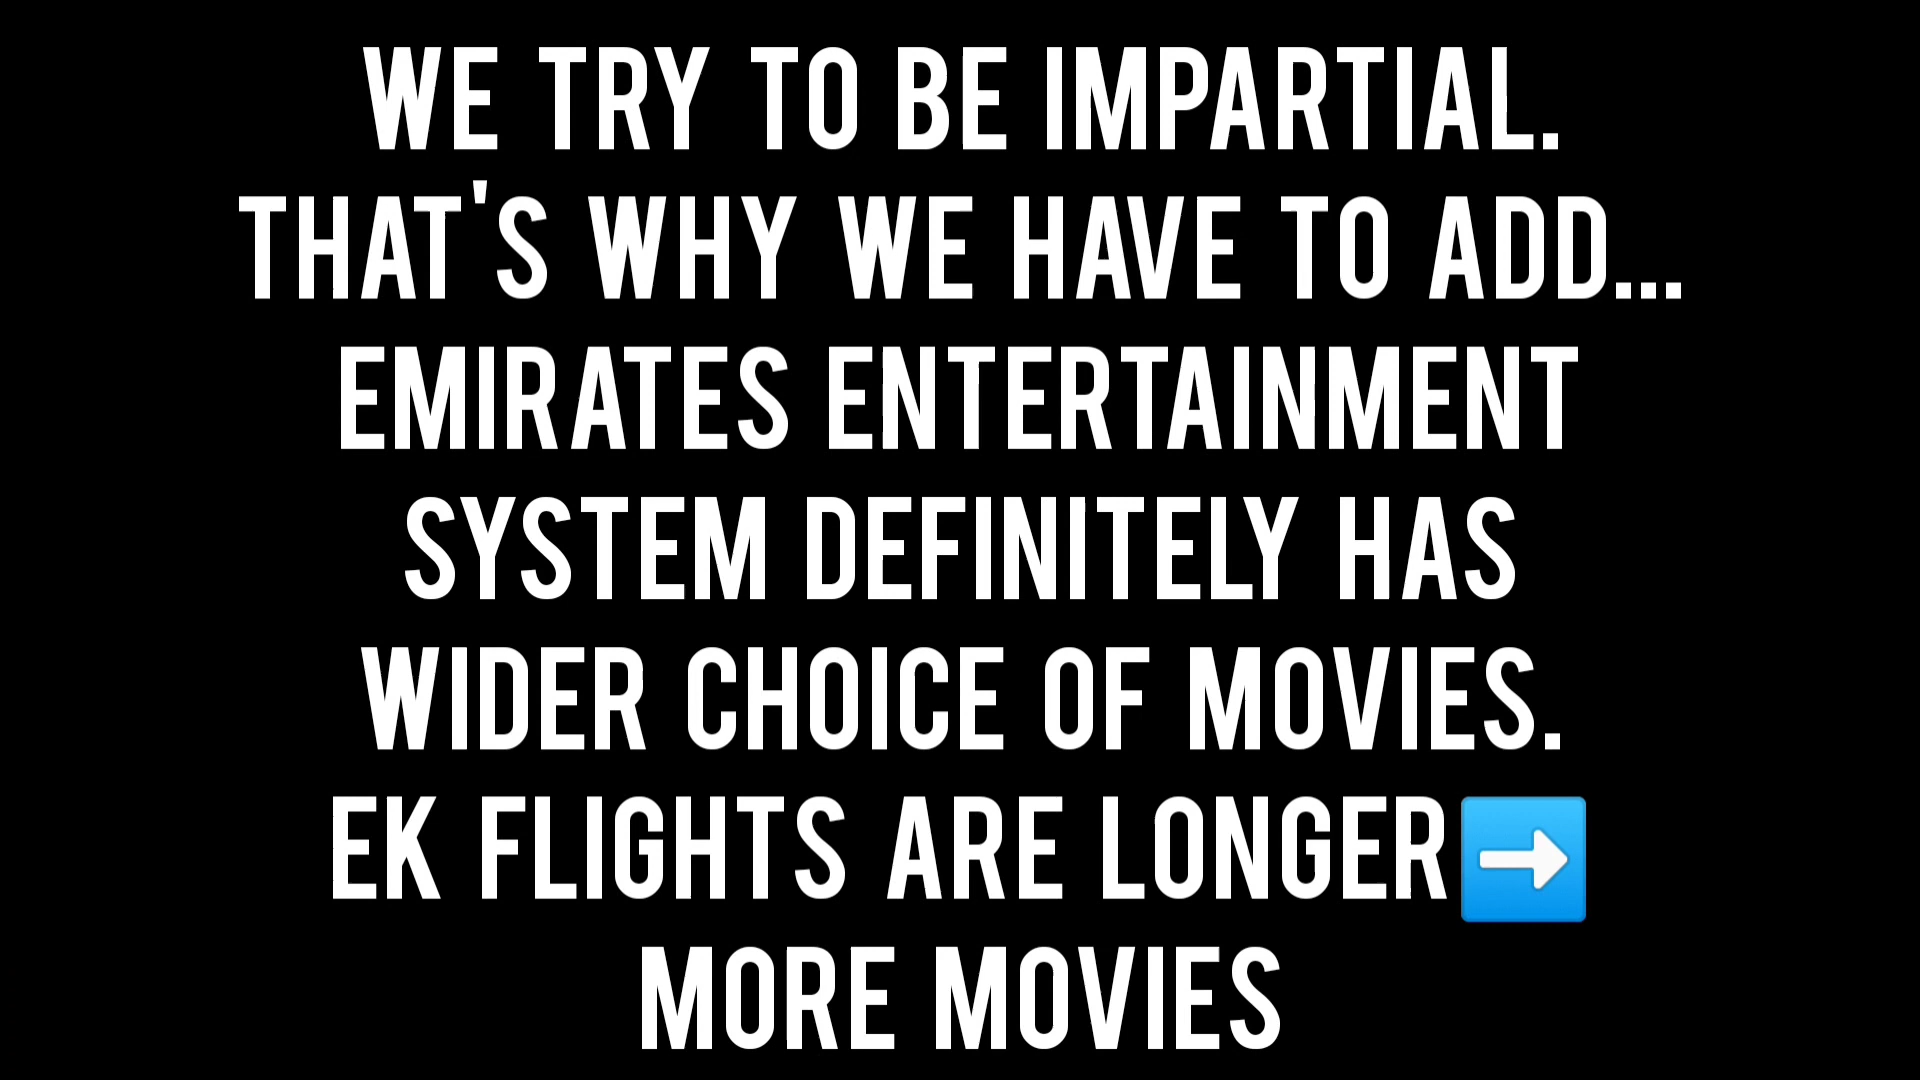 WE TRY TO BE IMPARTIAL.
THAT'S WHY WE HAVE TO ADD...
EMIRATES ENTERTAINMENT
SYSTEM DEFINITELY HAS
WIDER CHOICE OF MOVIES.
EK FLIGHTS ARE LONGER➡️
MORE MOVIES